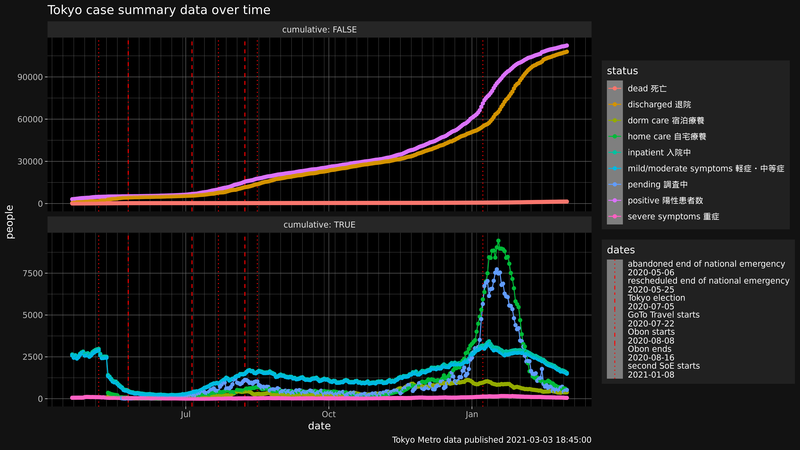 Tokyo case summary data over time
cumulative: FALSE
90000
60000
30000
0
people
cumulative: TRUE
7500
5000
2500
0
Jul
Oct
Jan
date
status
dead 死亡
discharged 退院
dorm care 宿泊療養
home care 自宅療養
inpatient 入院中
mild/moderate symptoms 軽症・中等症
pending 調査中
positive 陽性患者数
severe symptoms 重症
dates
abandoned end of national emergency
2020-05-06
rescheduled end of national emergency
2020-05-25
Tokyo election
2020-07-05
GoTo Travel starts
2020-07-22
Obon starts
2020-08-08
Obon ends
2020-08-16
second SoE starts
2021-01-08
Tokyo Metro data published 2021-03-03 18:45:00